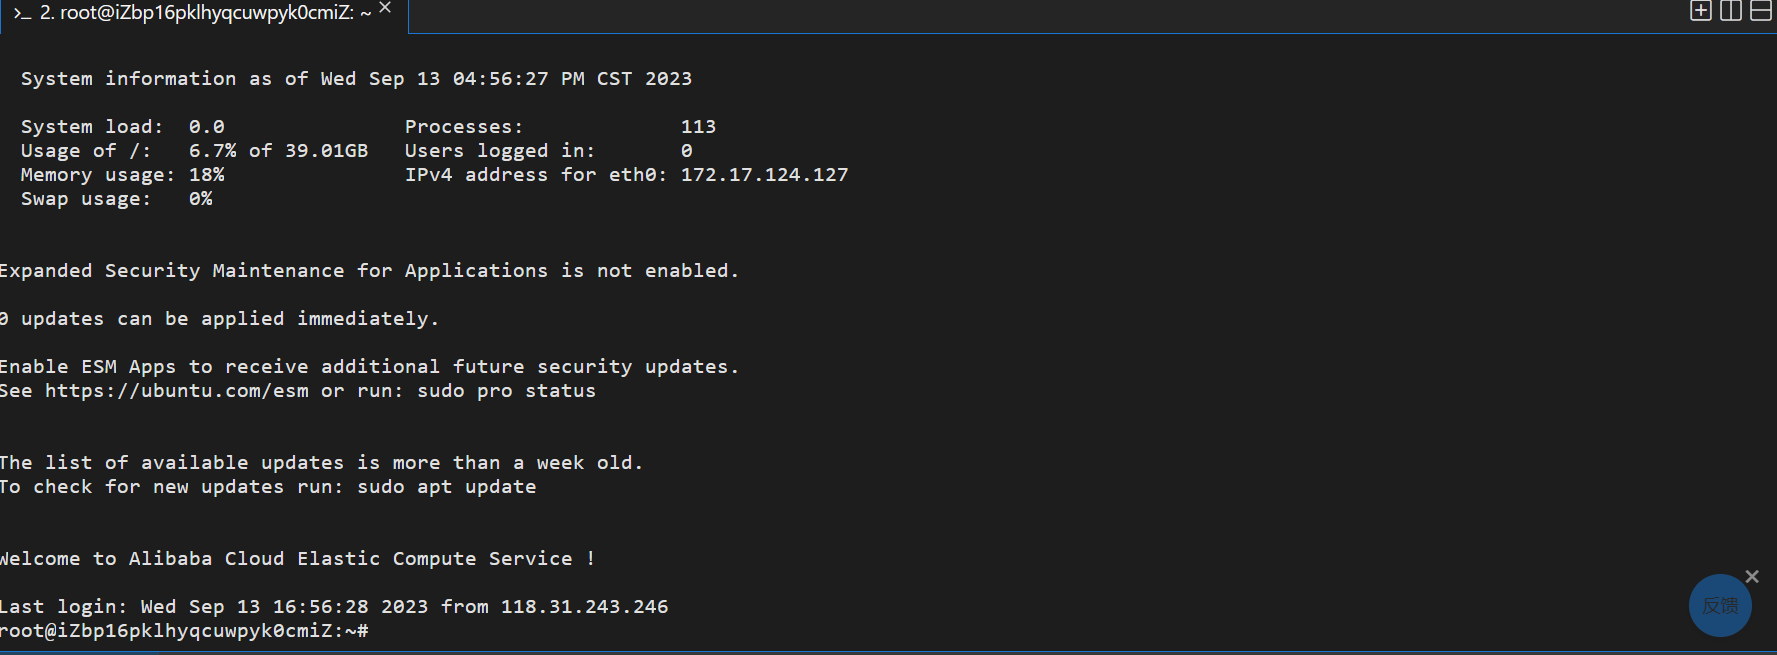 >_ 2. root@iZbp16pklhyqcuwpyk0cmiZ: ~ ×
System information as of Wed Sep 13 04:56:27 PM CST 2023
System load: 0.0 Processes: 113
Usage of /: 6.7% of 39.01GB Users logged in: 0
Memory usage: 18% IPv4 address for eth0: 172.17.124.127
Swap usage: 0%
Expanded Security Maintenance for Applications is not enabled.
0 updates can be applied immediately.
Enable ESM Apps to receive additional future security updates.
See https://ubuntu.com/esm or run: sudo pro status
The list of available updates is more than a week old.
To check for new updates run: sudo apt update
Welcome to Alibaba Cloud Elastic Compute Service !
Last login: Wed Sep 13 16:56:28 2023 from 118.31.243.246
root@iZbp16pklhyqcuwpyk0cmiZ:~#
反馈